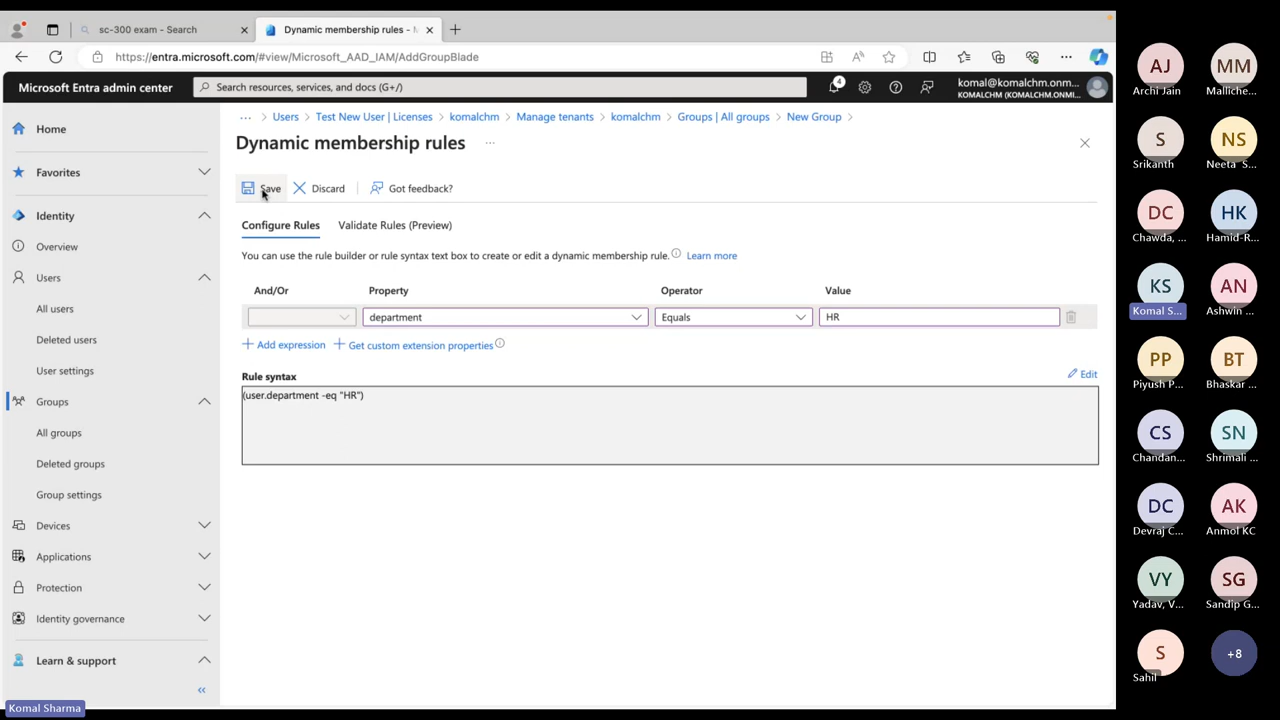 sc-300 exam - Search
Dynamic membership rules - M
https://entra.microsoft.com/#view/Microsoft_AAD_IAM/AddGroupBlade
Microsoft Entra admin center
Search resources, services, and docs (G+/)
4
komal@komalchm.onm...
KOMALCHM (KOMALCHM.ONMI...
Home
Favorites
Identity
Overview
Users
All users
Deleted users
User settings
Groups
All groups
Deleted groups
Group settings
Devices
Applications
Protection
Identity governance
Learn & support
Komal Sharma
... > Users > Test New User | Licenses > komalchm > Manage tenants > komalchm > Groups | All groups > New Group >
Dynamic membership rules ...
Save Discard Got feedback?
Configure Rules Validate Rules (Preview)
You can use the rule builder or rule syntax text box to create or edit a dynamic membership rule. Learn more
And/Or Property Operator Value
department Equals HR
+ Add expression + Get custom extension properties
Rule syntax
Edit
(user.department -eq "HR")
AJ MM
Archi Jain Malliche...
S NS
Srikanth Neeta S...
DC HK
Chawda, ... Hamid-R...
KS AN
Komal S... Ashwin ...
PP BT
Piyush P... Bhaskar ...
CS SN
Chandan... Shrimali ...
DC AK
Devraj C... Anmol KC
VY SG
Yadav, V... Sandip G...
S +8
Sahil